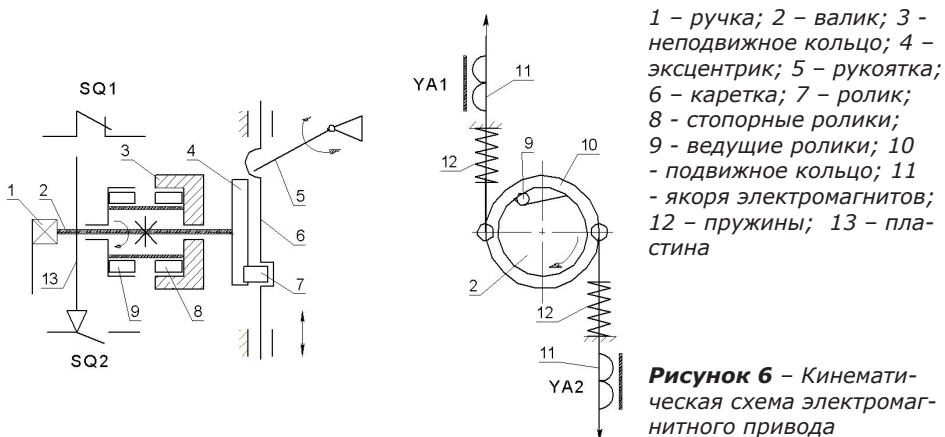 SQ1
1
2
3
4
5
6
7
13
9
8
SQ2
YA1
11
12
9
10
2
12
11
YA2
1 – ручка; 2 – валик; 3 -
неподвижное кольцо; 4 –
эксцентрик; 5 – рукоятка;
6 – каретка; 7 – ролик;
8 - стопорные ролики;
9 - ведущие ролики; 10
- подвижное кольцо; 11
- якоря электромагнитов;
12 – пружины; 13 – пла-
стина
Рисунок 6 – Кинемати-
ческая схема электромаг-
нитного привода